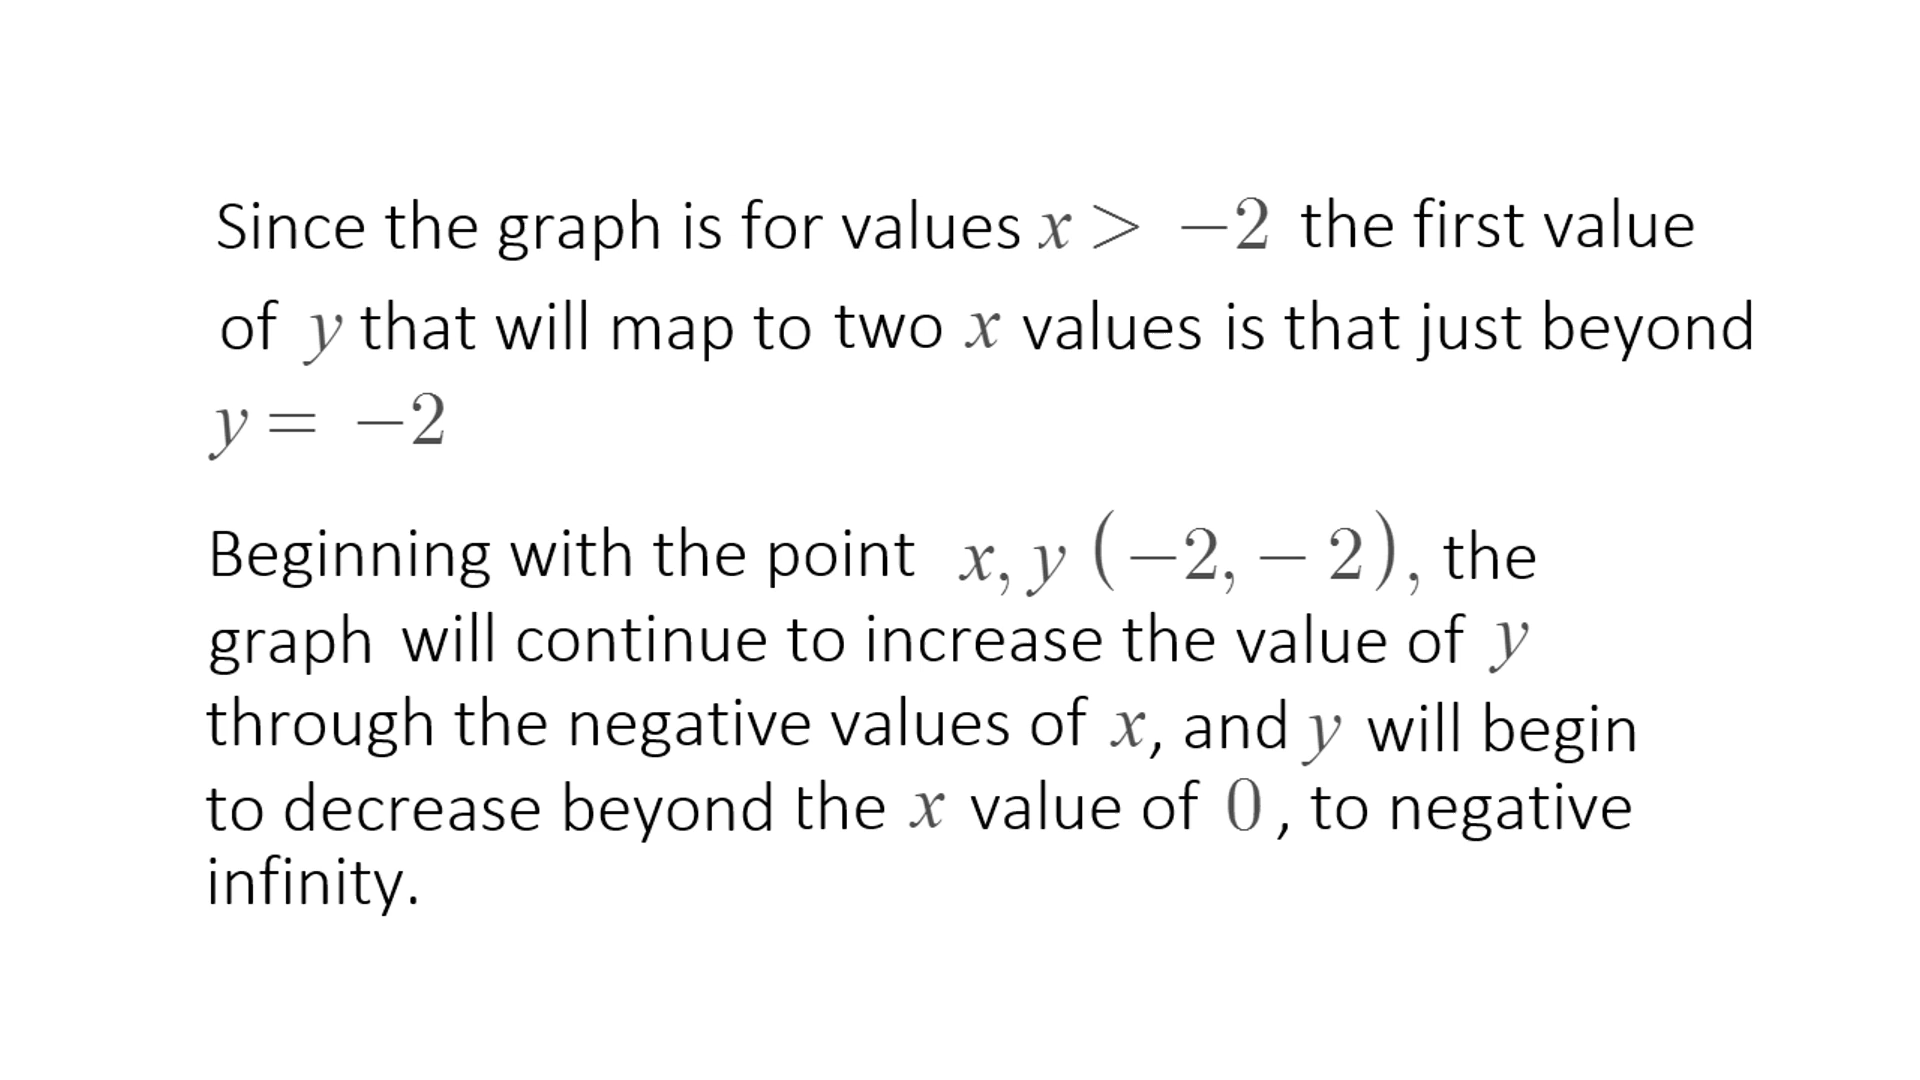 Since the graph is for values x > −2 the first value
of y that will map to two x values is that just beyond
y = −2
Beginning with the point x, y (−2, − 2), the
graph will continue to increase the value of y
through the negative values of x, and y will begin
to decrease beyond the x value of 0 , to negative
infinity.